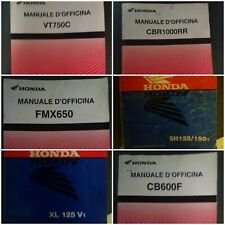 HONDA
MANUALE D'OFFICINA
VT750C
HONDA
MANUALE D'OFFICINA
CBR1000RR
HONDA
MANUALE D'OFFICINA
FMX650
HONDA
SH125/150i
HONDA
XL 125 V1
HONDA
MANUALE D'OFFICINA
CB600F